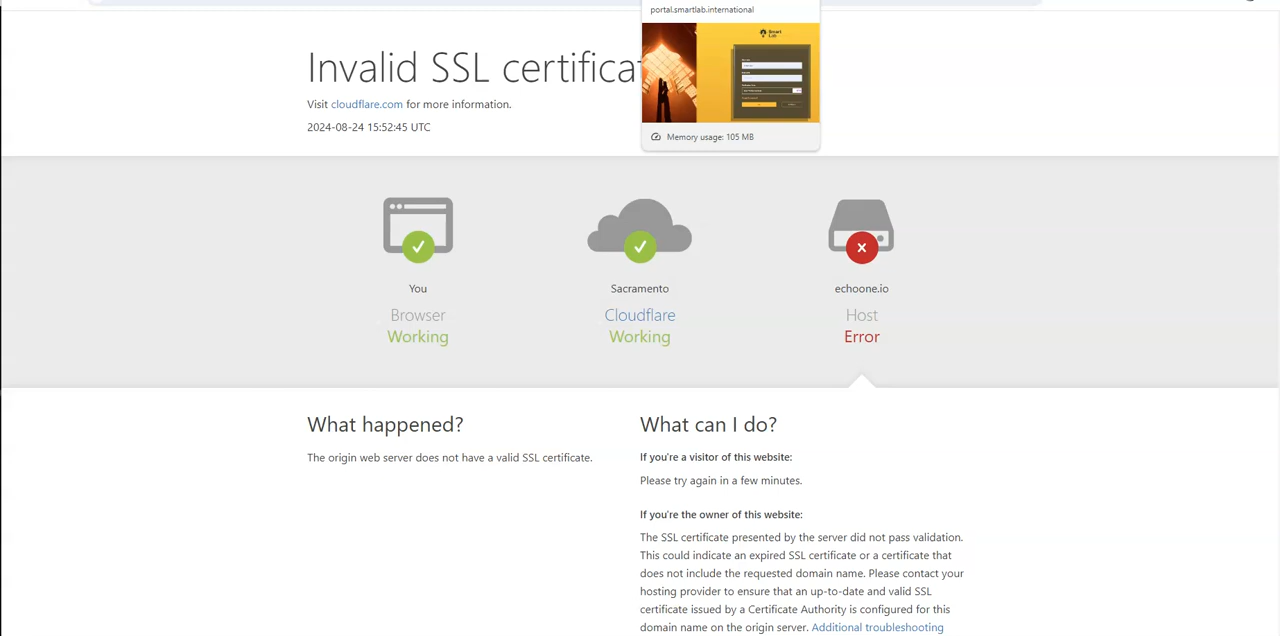 portal.smartlab.international
Smart
Lab
Memory usage: 105 MB
Invalid SSL certifica
Visit cloudflare.com for more information.
2024-08-24 15:52:45 UTC
You
Browser
Working
Sacramento
Cloudflare
Working
echoone.io
Host
Error
What happened?
The origin web server does not have a valid SSL certificate.
What can I do?
If you're a visitor of this website:
Please try again in a few minutes.
If you're the owner of this website:
The SSL certificate presented by the server did not pass validation.
This could indicate an expired SSL certificate or a certificate that
does not include the requested domain name. Please contact your
hosting provider to ensure that an up-to-date and valid SSL
certificate issued by a Certificate Authority is configured for this
domain name on the origin server. Additional troubleshooting